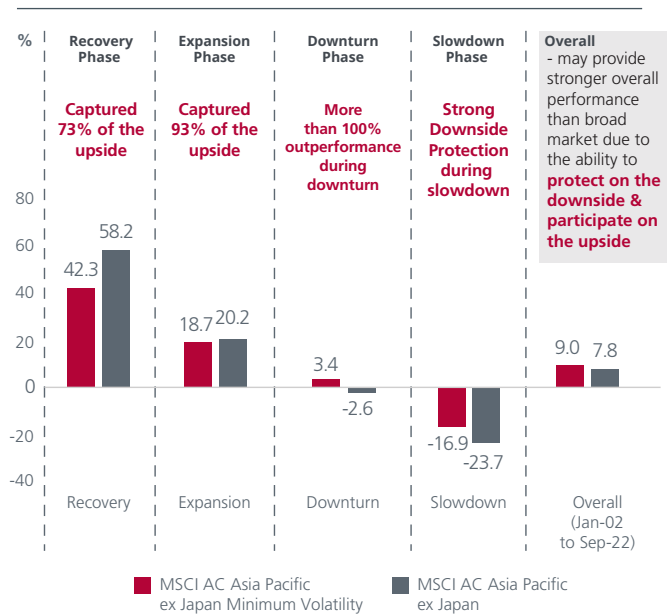 %
Recovery
Phase
Captured
73% of the
upside
Expansion
Phase
Captured
93% of the
upside
Downturn
Phase
More
than 100%
outperformance
during
downturn
Slowdown
Phase
Strong
Downside
Protection
during
slowdown
Overall
- may provide
stronger overall
performance
than broad
market due to
the ability to
protect on the
downside &
participate on
the upside
80
60
40
20
0
-20
-40
42.3
58.2
18.7
20.2
3.4
-2.6
-16.9
-23.7
9.0
7.8
Recovery
Expansion
Downturn
Slowdown
Overall
(Jan-02
to Sep-22)
MSCI AC Asia Pacific
ex Japan Minimum Volatility
MSCI AC Asia Pacific
ex Japan